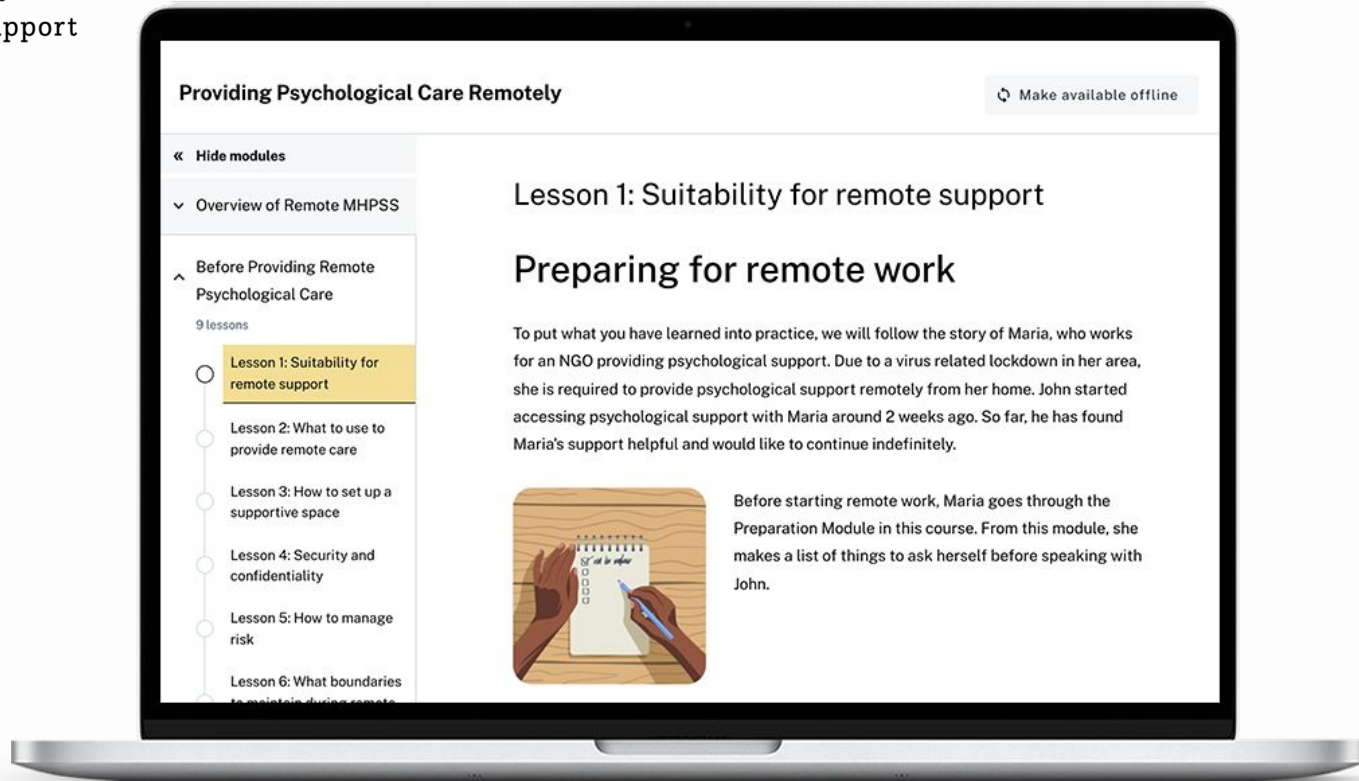 pport
Providing Psychological Care Remotely
Make available offline
« Hide modules
Overview of Remote MHPSS
Before Providing Remote
Psychological Care
9 lessons
Lesson 1: Suitability for
remote support
Lesson 2: What to use to
provide remote care
Lesson 3: How to set up a
supportive space
Lesson 4: Security and
confidentiality
Lesson 5: How to manage
risk
Lesson 6: What boundaries
to maintain during remote
Lesson 1: Suitability for remote support
Preparing for remote work
To put what you have learned into practice, we will follow the story of Maria, who works
for an NGO providing psychological support. Due to a virus related lockdown in her area,
she is required to provide psychological support remotely from her home. John started
accessing psychological support with Maria around 2 weeks ago. So far, he has found
Maria's support helpful and would like to continue indefinitely.
Before starting remote work, Maria goes through the
Preparation Module in this course. From this module, she
makes a list of things to ask herself before speaking with
John.